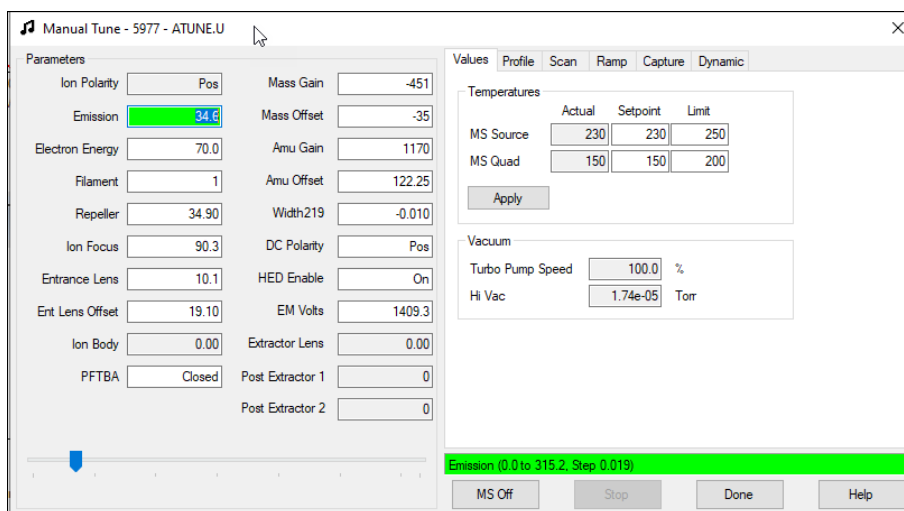 Manual Tune - 5977 - ATUNE.U
Parameters
Ion Polarity Pos Mass Gain -451
Emission 34.6 Mass Offset -35
Electron Energy 70.0 Amu Gain 1170
Filament 1 Amu Offset 122.25
Repeller 34.90 Width219 -0.010
Ion Focus 90.3 DC Polarity Pos
Entrance Lens 10.1 HED Enable On
Ent Lens Offset 19.10 EM Volts 1409.3
Ion Body 0.00 Extractor Lens 0.00
PFTBA Closed Post Extractor 1 0
Post Extractor 2 0
Values Profile Scan Ramp Capture Dynamic
Temperatures
Actual Setpoint Limit
MS Source 230 230 250
MS Quad 150 150 200
Apply
Vacuum
Turbo Pump Speed 100.0 %
Hi Vac 1.74e-05 Torr
Emission (0.0 to 315.2, Step 0.019)
MS Off Stop Done Help